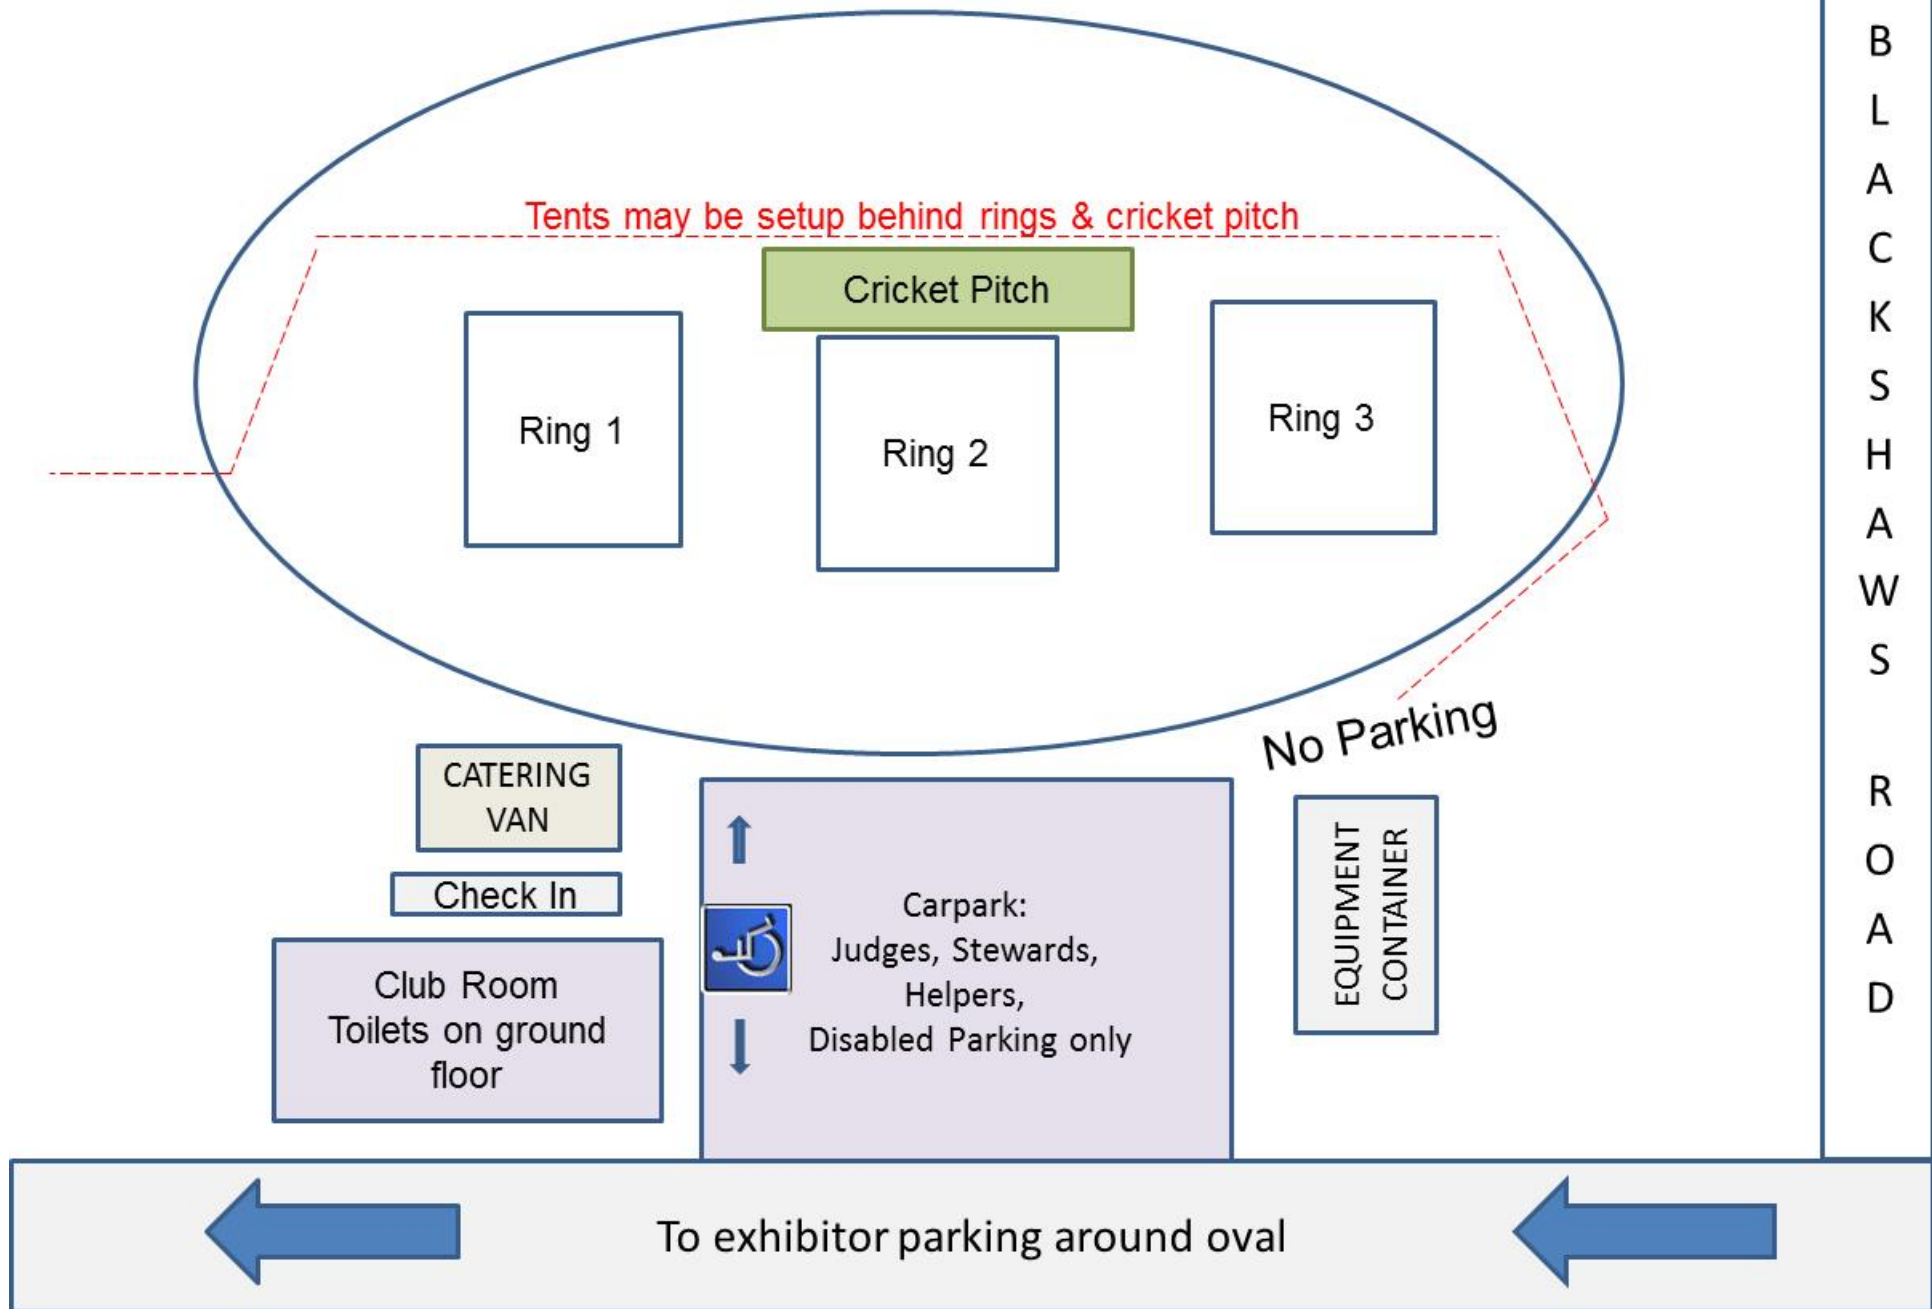 Tents may be setup behind rings & cricket pitch
Cricket Pitch
Ring 1
Ring 2
Ring 3
No Parking
CATERING
VAN
Check In
Club Room
Toilets on ground
floor
Carpark:
Judges, Stewards,
Helpers,
Disabled Parking only
EQUIPMENT
CONTAINER
BLACKSHAWS ROAD
To exhibitor parking around oval